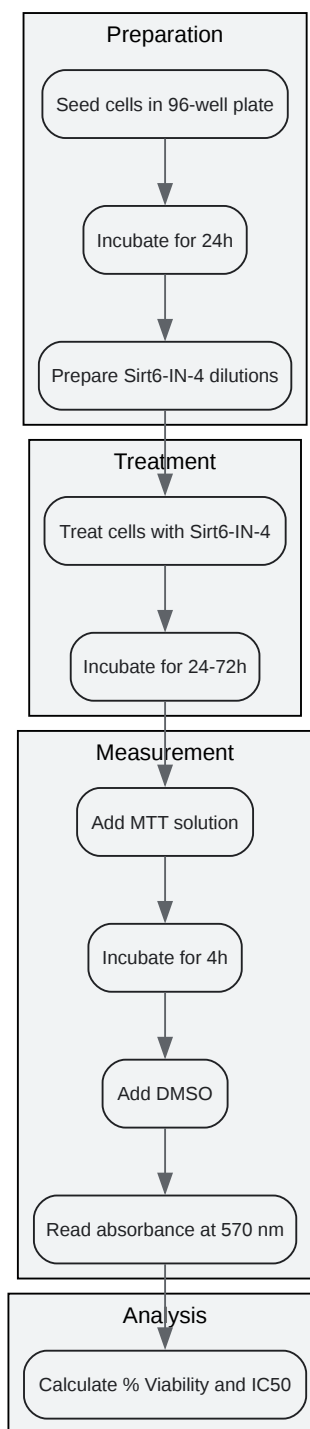 Preparation
Seed cells in 96-well plate
Incubate for 24h
Prepare Sirt6-IN-4 dilutions
Treatment
Treat cells with Sirt6-IN-4
Incubate for 24-72h
Measurement
Add MTT solution
Incubate for 4h
Add DMSO
Read absorbance at 570 nm
Analysis
Calculate % Viability and IC50